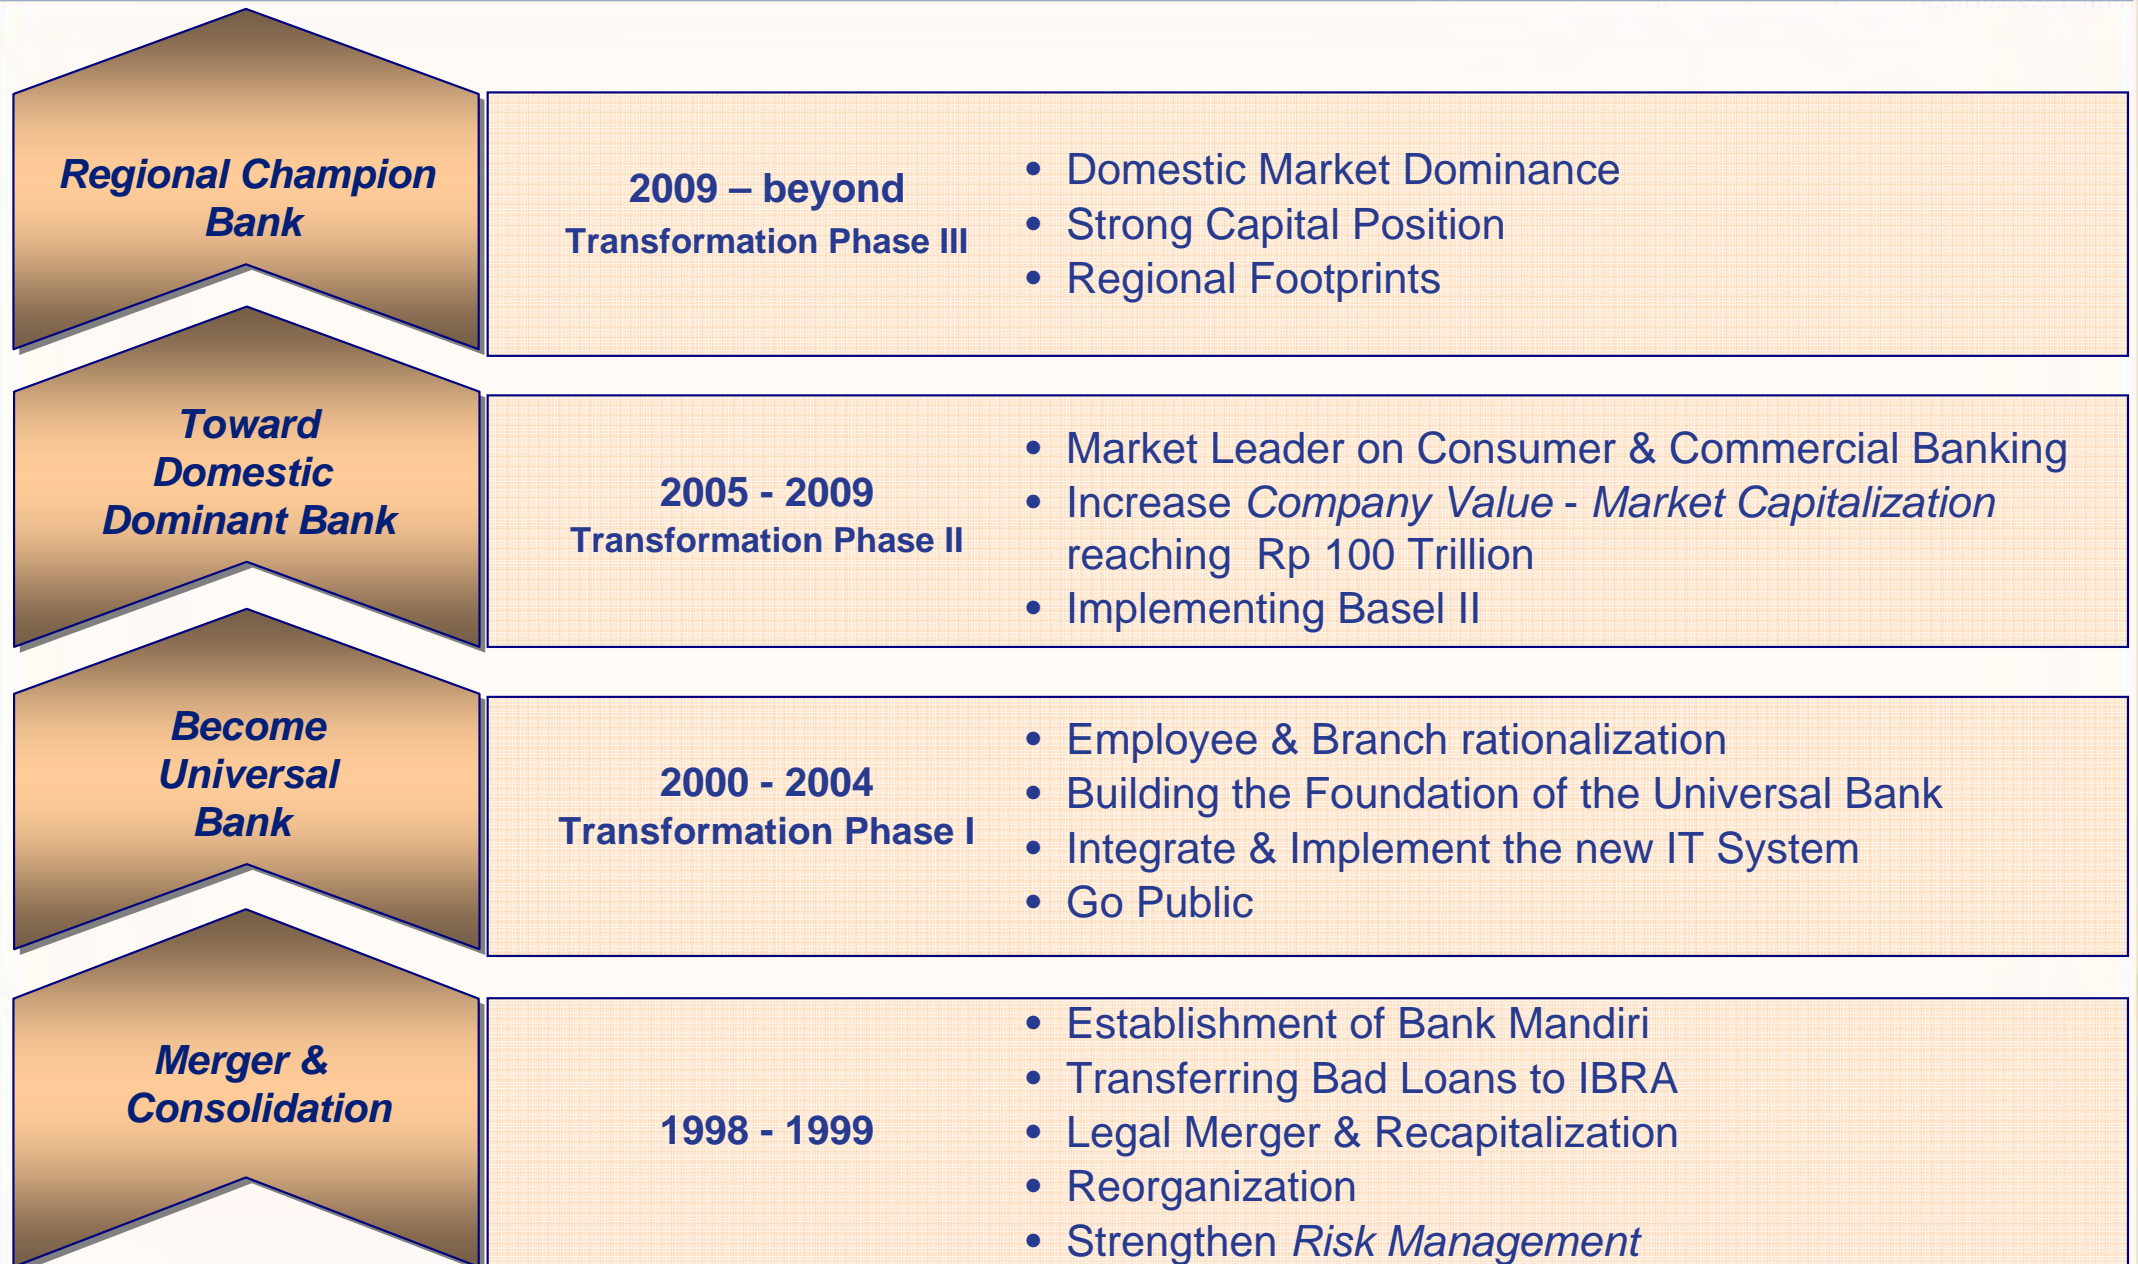 Regional Champion
Bank
2009 – beyond
Transformation Phase III
• Domestic Market Dominance
• Strong Capital Position
• Regional Footprints
Toward
Domestic
Dominant Bank
2005 - 2009
Transformation Phase II
• Market Leader on Consumer & Commercial Banking
• Increase Company Value - Market Capitalization
reaching Rp 100 Trillion
• Implementing Basel II
Become
Universal
Bank
2000 - 2004
Transformation Phase I
• Employee & Branch rationalization
• Building the Foundation of the Universal Bank
• Integrate & Implement the new IT System
• Go Public
Merger &
Consolidation
1998 - 1999
• Establishment of Bank Mandiri
• Transferring Bad Loans to IBRA
• Legal Merger & Recapitalization
• Reorganization
• Strengthen Risk Management